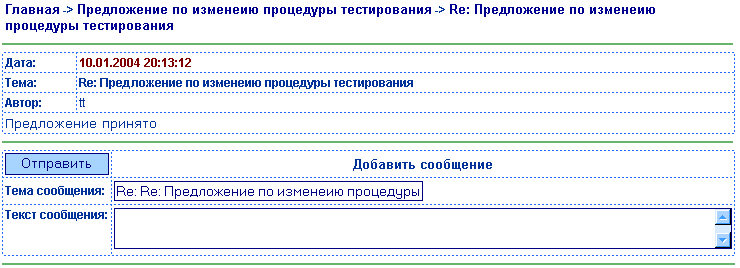 Главная -> Предложение по изменеию процедуры тестирования -> Re: Предложение по изменеию
процедуры тестирования
Дата: 10.01.2004 20:13:12
Тема: Re: Предложение по изменеию процедуры тестирования
Автор: tt
Предложение принято
Отправить Добавить сообщение
Тема сообщения: Re: Re: Предложение по изменеию процедуры
Текст сообщения: